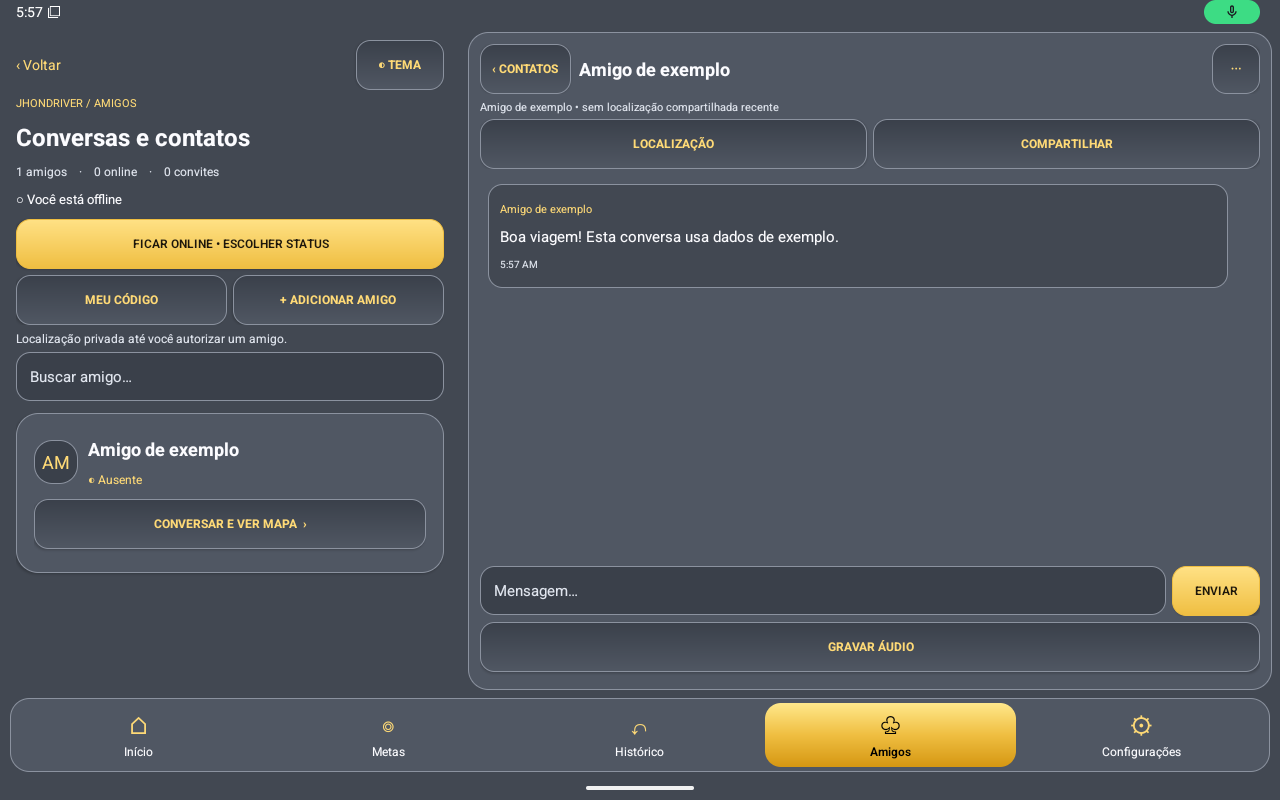 5:57
‹ Voltar
TEMA
JHONDRIVER / AMIGOS
Conversas e contatos
1 amigos · 0 online · 0 convites
○ Você está offline
FICAR ONLINE • ESCOLHER STATUS
MEU CÓDIGO
+ ADICIONAR AMIGO
Localização privada até você autorizar um amigo.
Buscar amigo…
AM
Amigo de exemplo
Ausente
CONVERSAR E VER MAPA ›
‹ CONTATOS
Amigo de exemplo
···
Amigo de exemplo • sem localização compartilhada recente
LOCALIZAÇÃO
COMPARTILHAR
Amigo de exemplo
Boa viagem! Esta conversa usa dados de exemplo.
5:57 AM
Mensagem…
ENVIAR
GRAVAR ÁUDIO
Início
Metas
Histórico
Amigos
Configurações